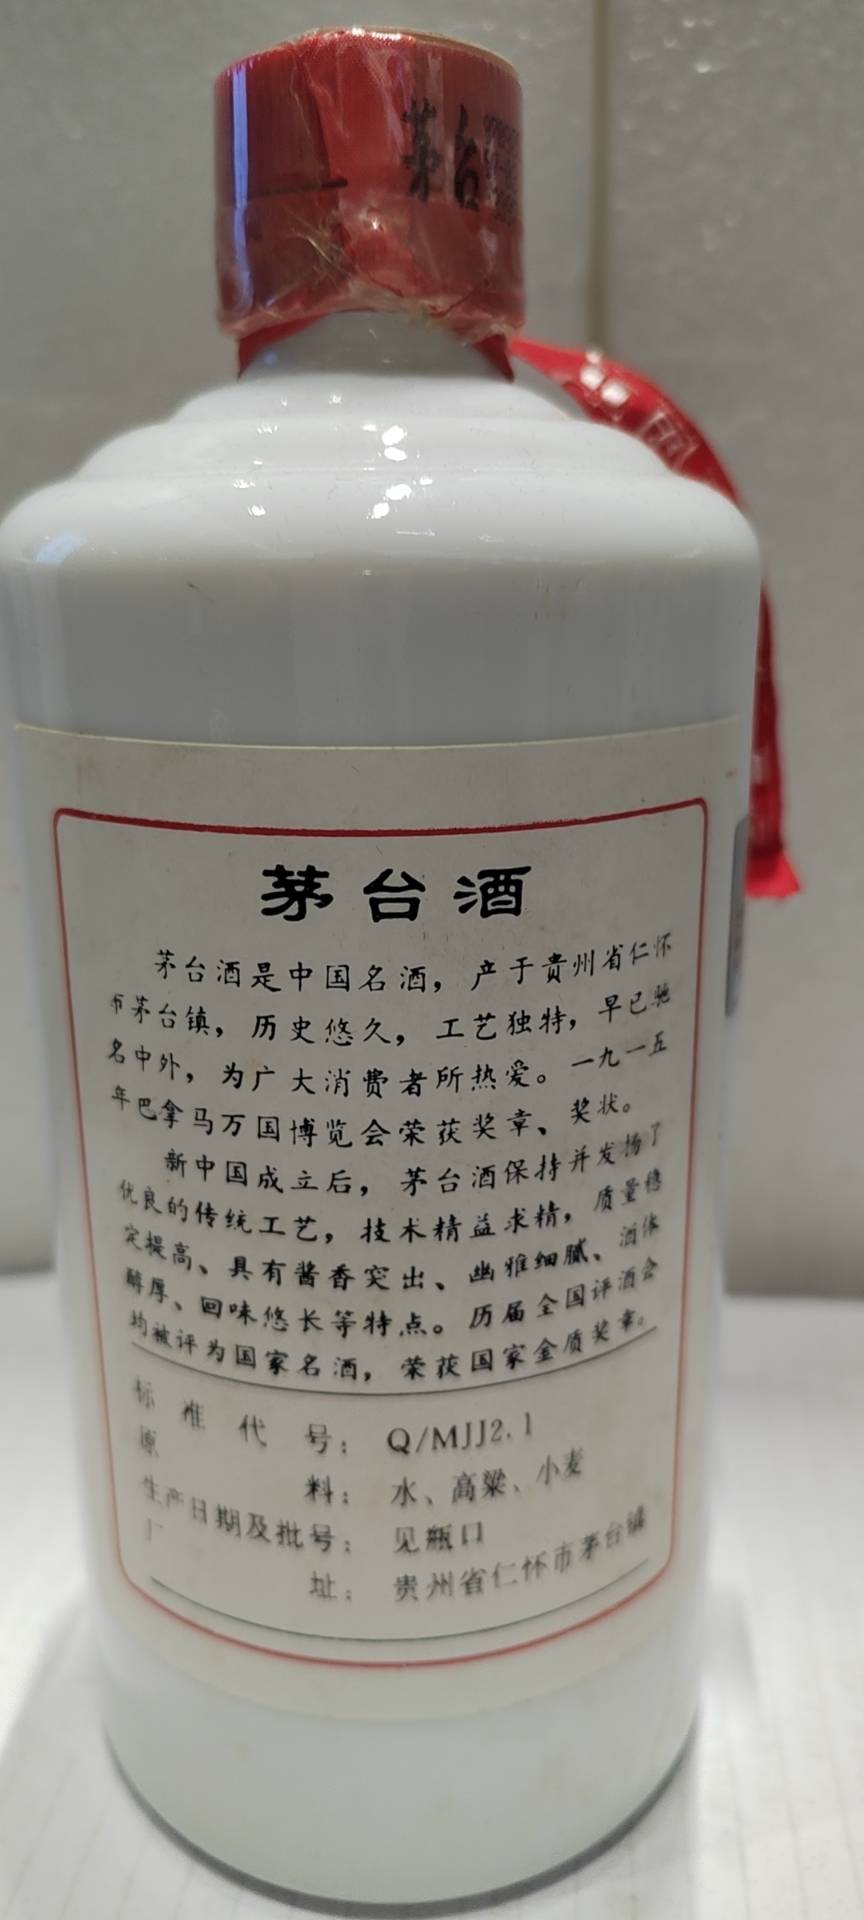 茅台
茅台酒
茅台酒是中国名酒，产于贵州省仁怀
市茅台镇，历史悠久，工艺独特，早已驰
名中外，为广大消费者所热爱。一九一五
年巴拿马万国博览会荣获奖章、奖状。
新中国成立后，茅台酒保持并发扬了
优良的传统工艺，技术精益求精，质量稳
定提高、具有酱香突出、幽雅细腻、酒体
醇厚、回味悠长等特点。历届全国评酒会
均被评为国家名酒，荣获国家金质奖章。
标准代号：Q/MJJ2.1
原料：水、高粱、小麦
生产日期及批号：见瓶口
厂址：贵州省仁怀市茅台镇